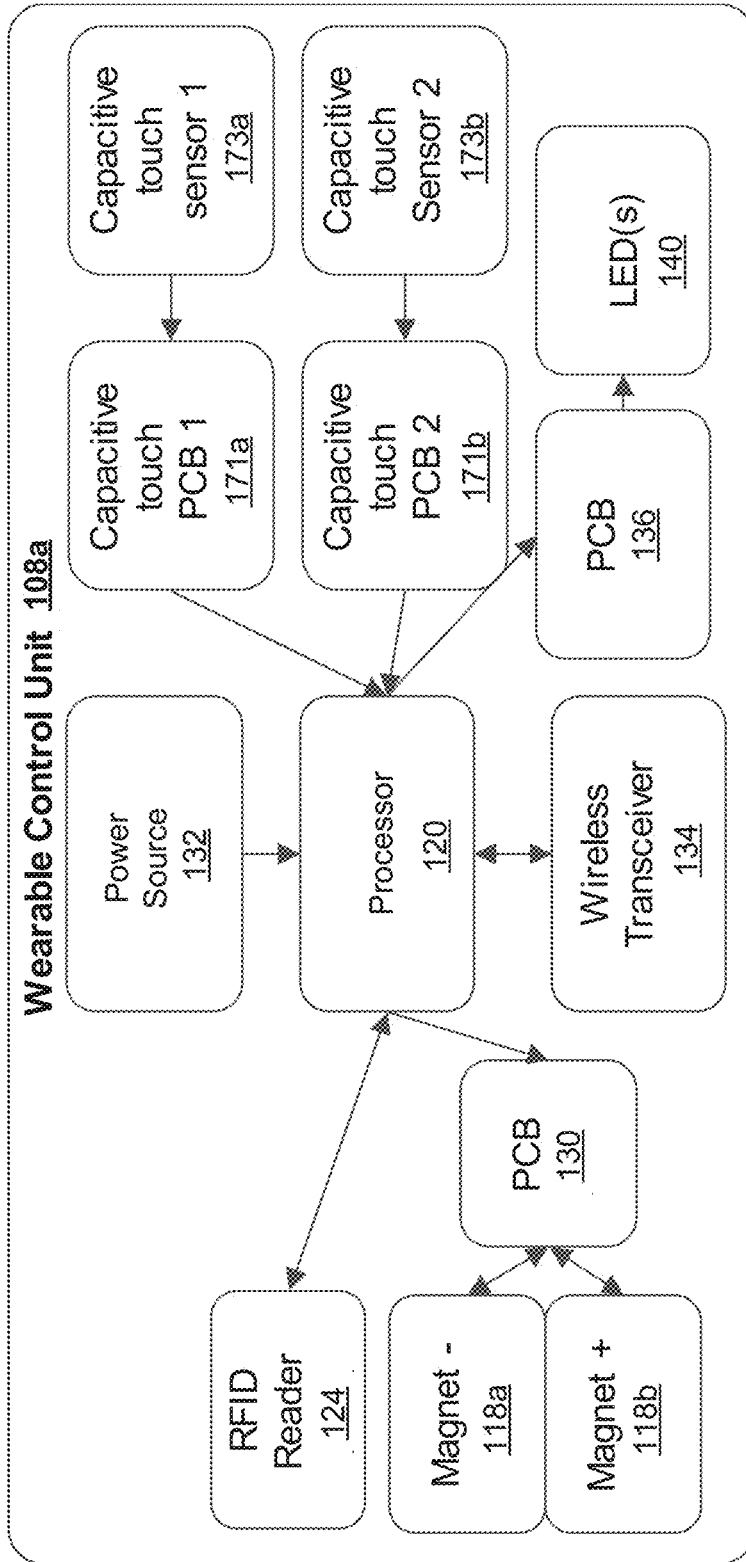 Wearable Control Unit 108a
RFID
Reader
124
Magnet -
118a
Magnet +
118b
PCB
130
Power
Source
132
Processor
120
Wireless
Transceiver
134
Capacitive
touch
PCB 1
171a
Capacitive
touch
PCB 2
171b
PCB
136
Capacitive
touch
sensor 1
173a
Capacitive
touch
Sensor 2
173b
LED(s)
140